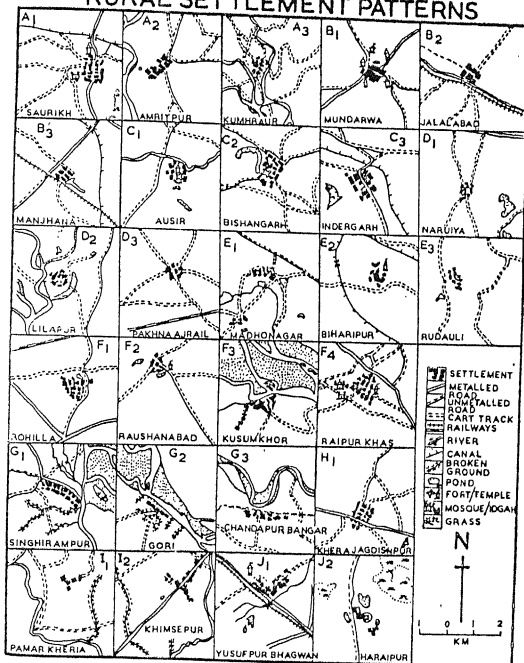 RURAL SETTLEMENT PATTERNS
A1
SAURIKH
A2
AMRITPUR
A3
KUMHRAUR
B1
MUNDARWA
B2
JALALABAD
B3
MANJHANA
C1
AUSIR
C2
BISHANGARH
C3
INDERGARH
D1
NARUIYA
D2
LILAPUR
D3
PAKHNA AJRAIL
E1
MADHONAGAR
E2
BIHARIPUR
E3
RUDAULI
F1
ROHILLA
F2
RAUSHANABAD
F3
KUSUMKHOR
F4
RAIPUR KHAS
SETTLEMENT
METALLED
ROAD
UNMETALLED
ROAD
CART TRACK
RAILWAYS
RIVER
CANAL
BROKEN
GROUND
POND
FORT/TEMPLE
MOSQUE/IDGAH
GRASS
G1
SINGHIRAMPUR
G2
GORI
G3
CHANDAPUR BANGAR
H1
KHERA JAGDISHPUR
N
I1
PAMAR KHERIA
I2
KHIMSEPUR
J1
YUSUFPUR BHAGWAN
J2
HARAIPUR
1 0 1 2
KM